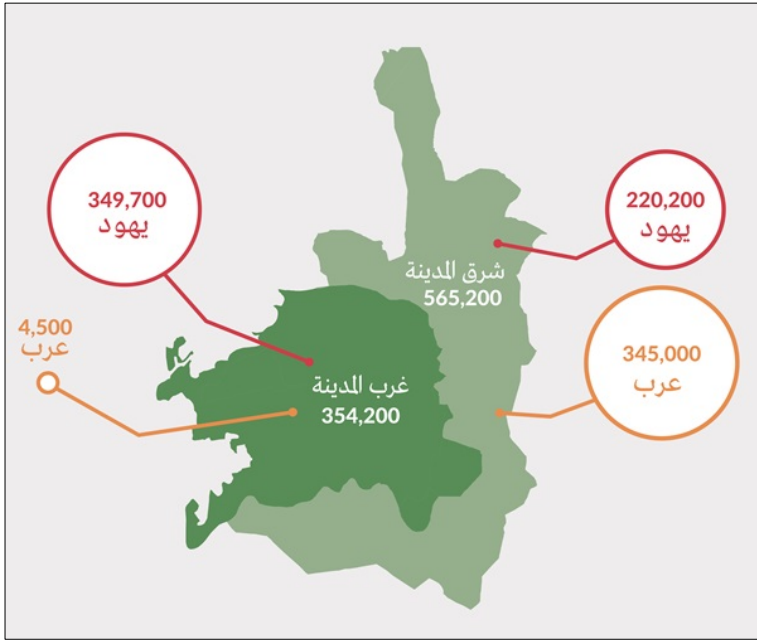 349,700
يهود
220,200
يهود
شرق المدينة
565,200
4,500
عرب
345,000
عرب
غرب المدينة
354,200